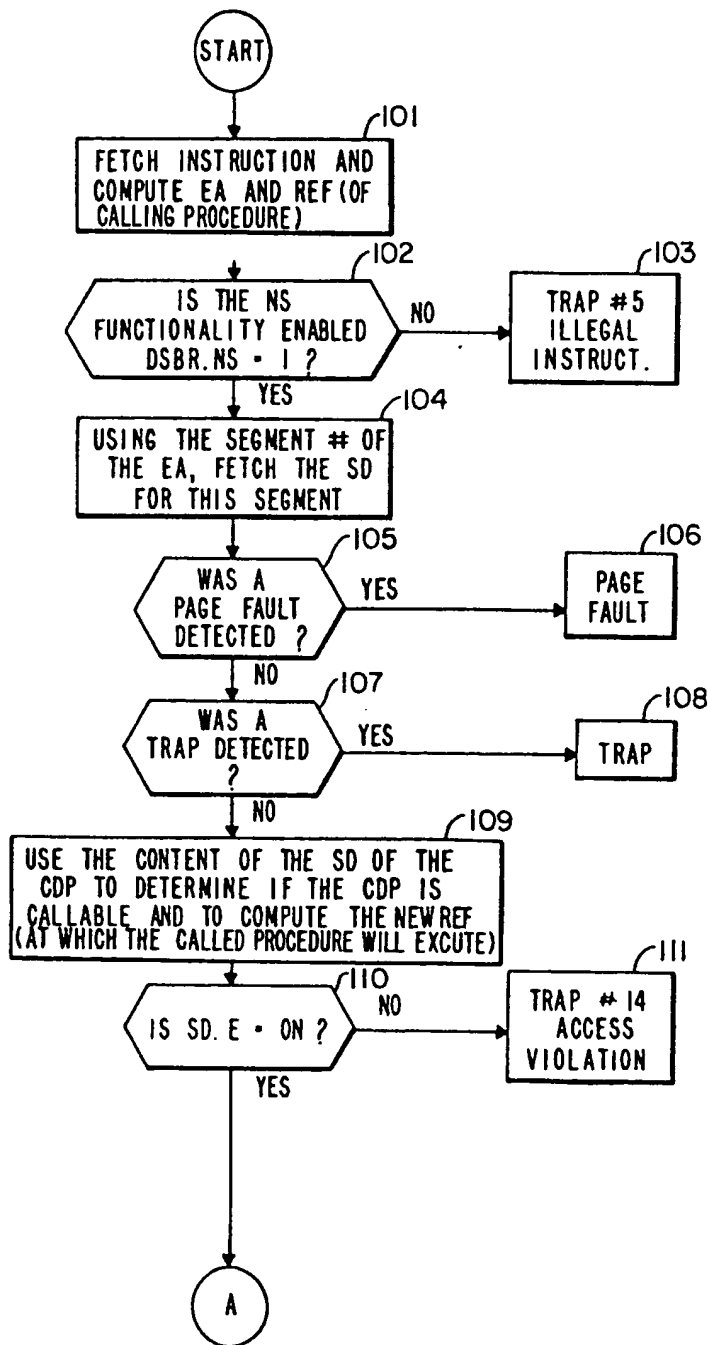 START
101
FETCH INSTRUCTION AND
COMPUTE EA AND REF (OF
CALLING PROCEDURE)
102
IS THE NS
FUNCTIONALITY ENABLED
DSBR.NS = 1 ?
NO
103
TRAP #5
ILLEGAL
INSTRUCT.
YES
104
USING THE SEGMENT # OF
THE EA, FETCH THE SD
FOR THIS SEGMENT
105
WAS A
PAGE FAULT
DETECTED ?
YES
106
PAGE
FAULT
NO
107
WAS A
TRAP DETECTED
?
YES
108
TRAP
NO
109
USE THE CONTENT OF THE SD OF THE
CDP TO DETERMINE IF THE CDP IS
CALLABLE AND TO COMPUTE THE NEW REF
(AT WHICH THE CALLED PROCEDURE WILL EXCUTE)
110
IS SD. E = ON ?
NO
111
TRAP # 14
ACCESS
VIOLATION
YES
A